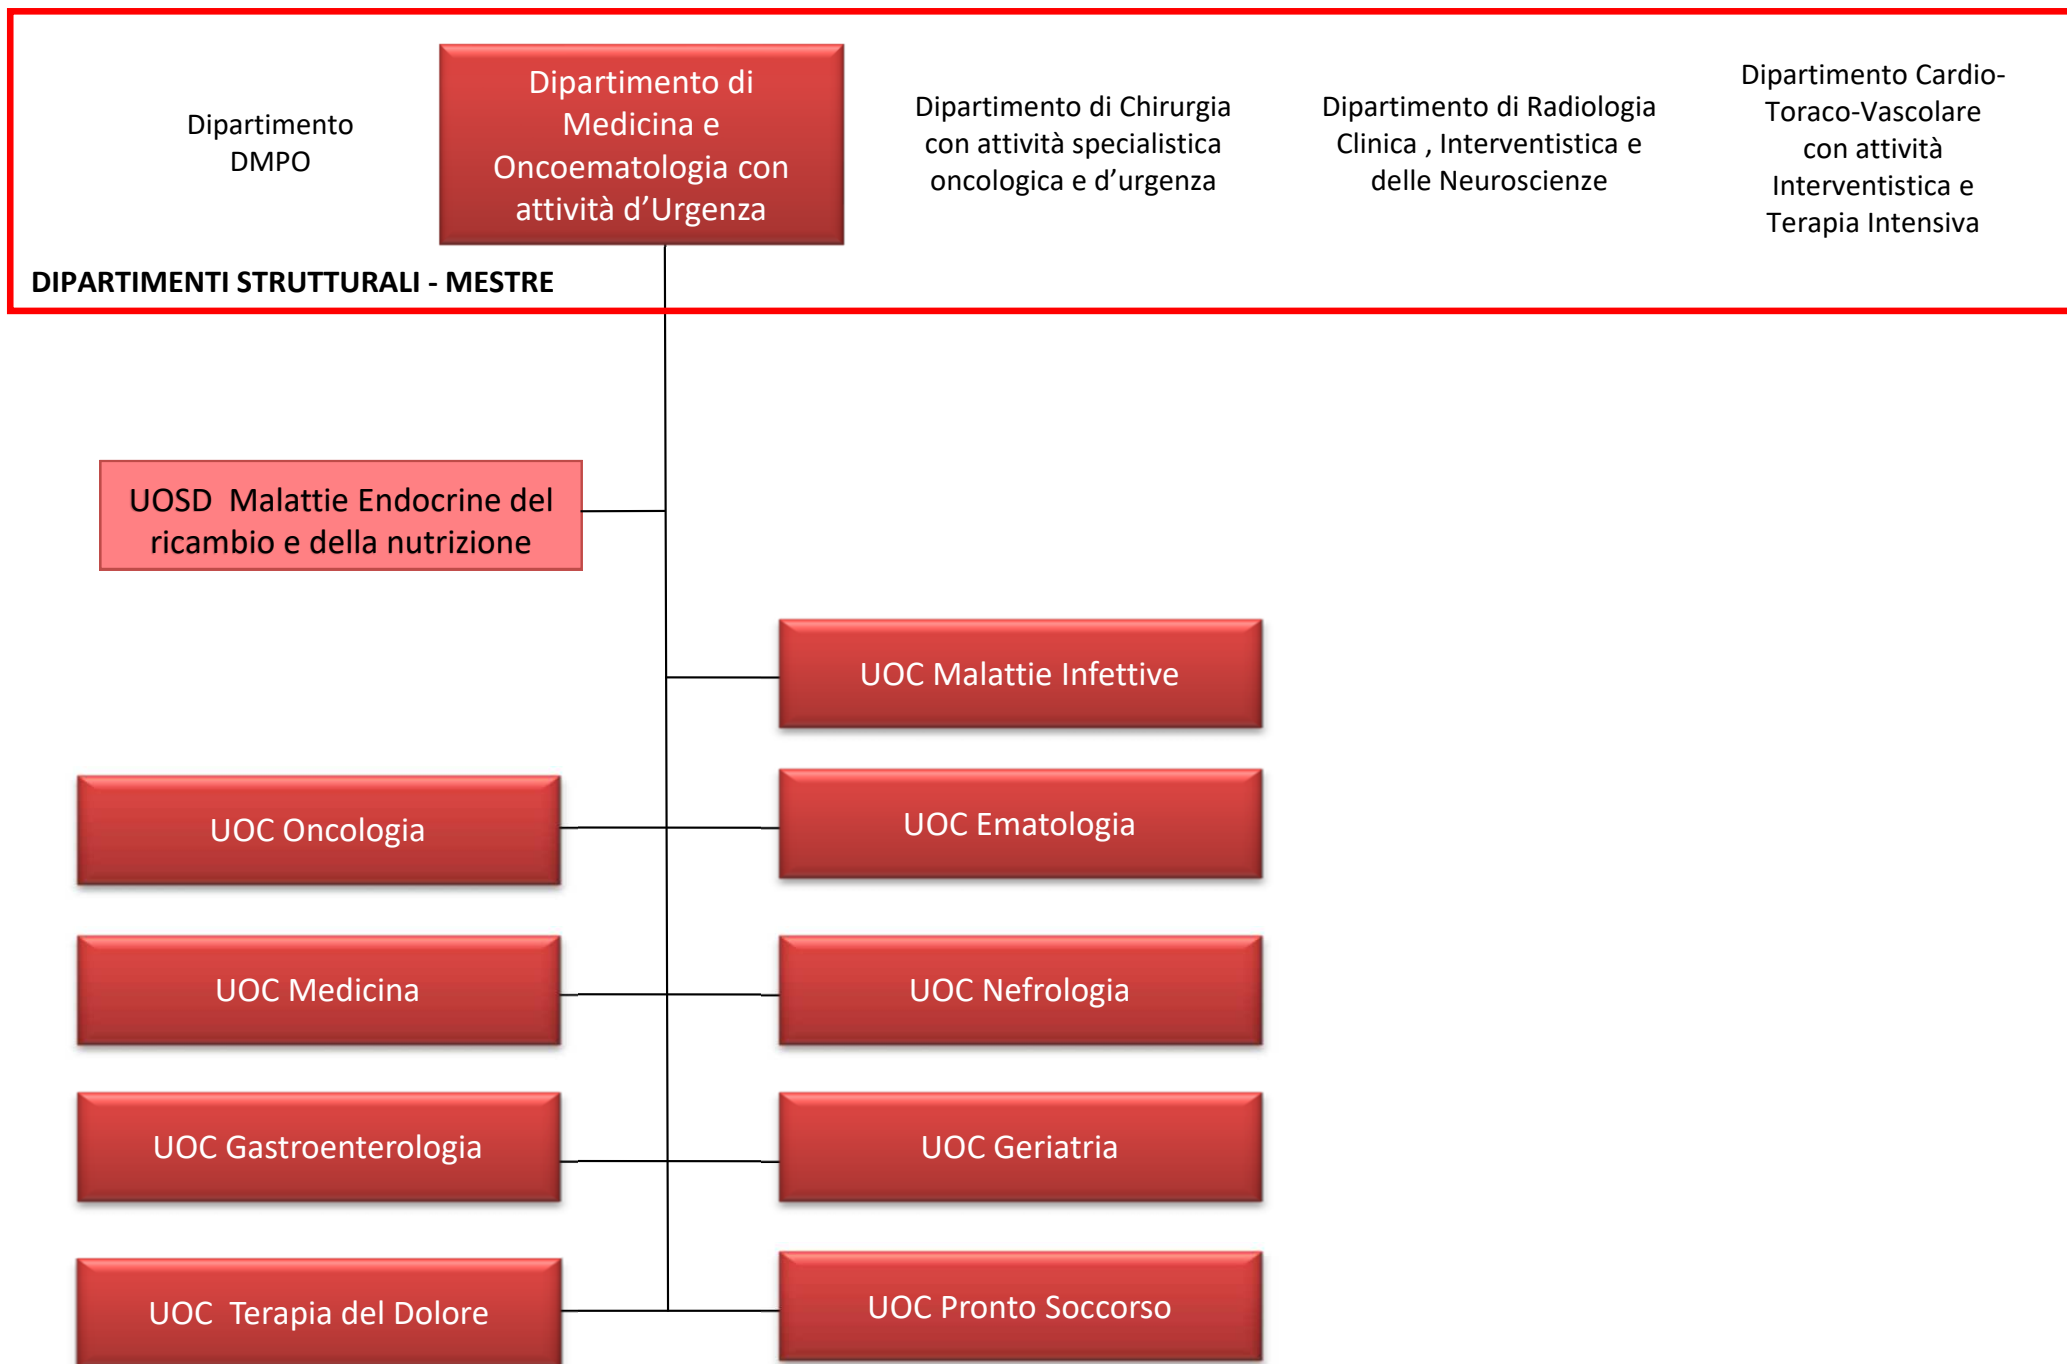 Dipartimento
DMPO
Dipartimento di
Medicina e
Oncoematologia con
attività d’Urgenza
Dipartimento di Chirurgia
con attività specialistica
oncologica e d’urgenza
Dipartimento di Radiologia
Clinica , Interventistica e
delle Neuroscienze
Dipartimento Cardio-
Toraco-Vascolare
con attività
Interventistica e
Terapia Intensiva
DIPARTIMENTI STRUTTURALI - MESTRE
UOSD  Malattie Endocrine del
ricambio e della nutrizione
UOC Malattie Infettive
UOC Oncologia
UOC Ematologia
UOC Medicina
UOC Nefrologia
UOC Gastroenterologia
UOC Geriatria
UOC  Terapia del Dolore
UOC Pronto Soccorso